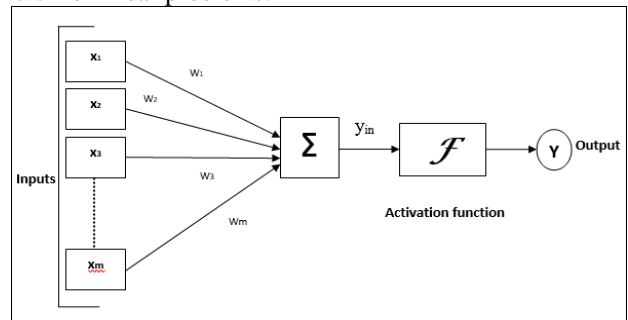 x1
W1
x2
W2
yin
x3
Σ
ℱ
Y
Output
Inputs
W3
Activation function
Wm
xm